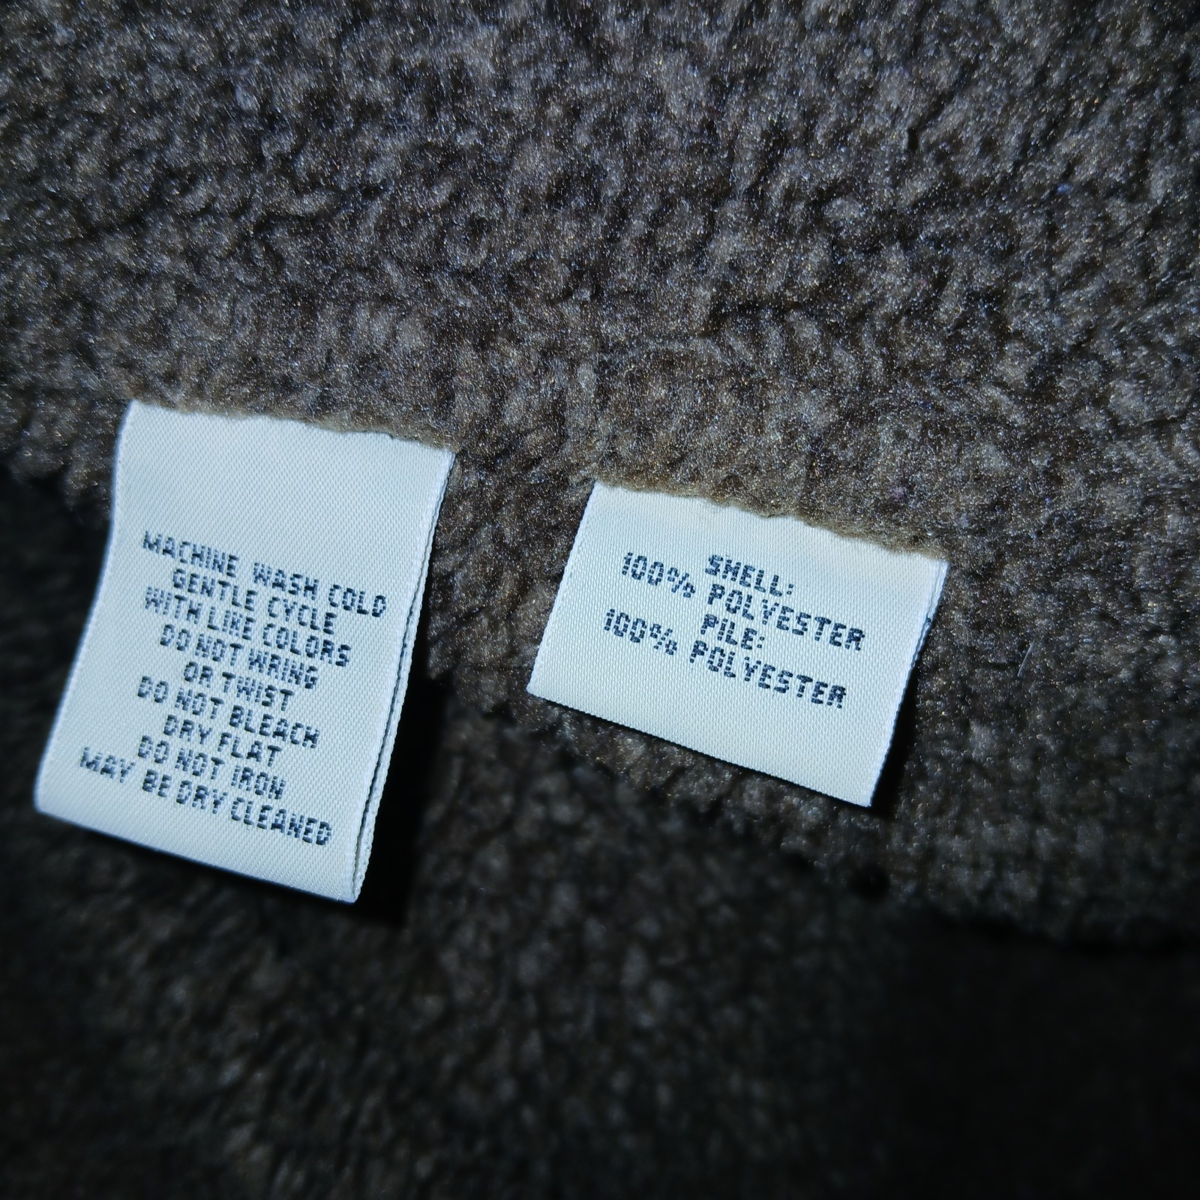 MACHINE WASH COLD
GENTLE CYCLE
WITH LIKE COLORS
DO NOT WRING
OR TWIST
DO NOT BLEACH
DRY FLAT
DO NOT IRON
MAY BE DRY CLEANED
SHELL:
100% POLYESTER
PILE:
100% POLYESTER